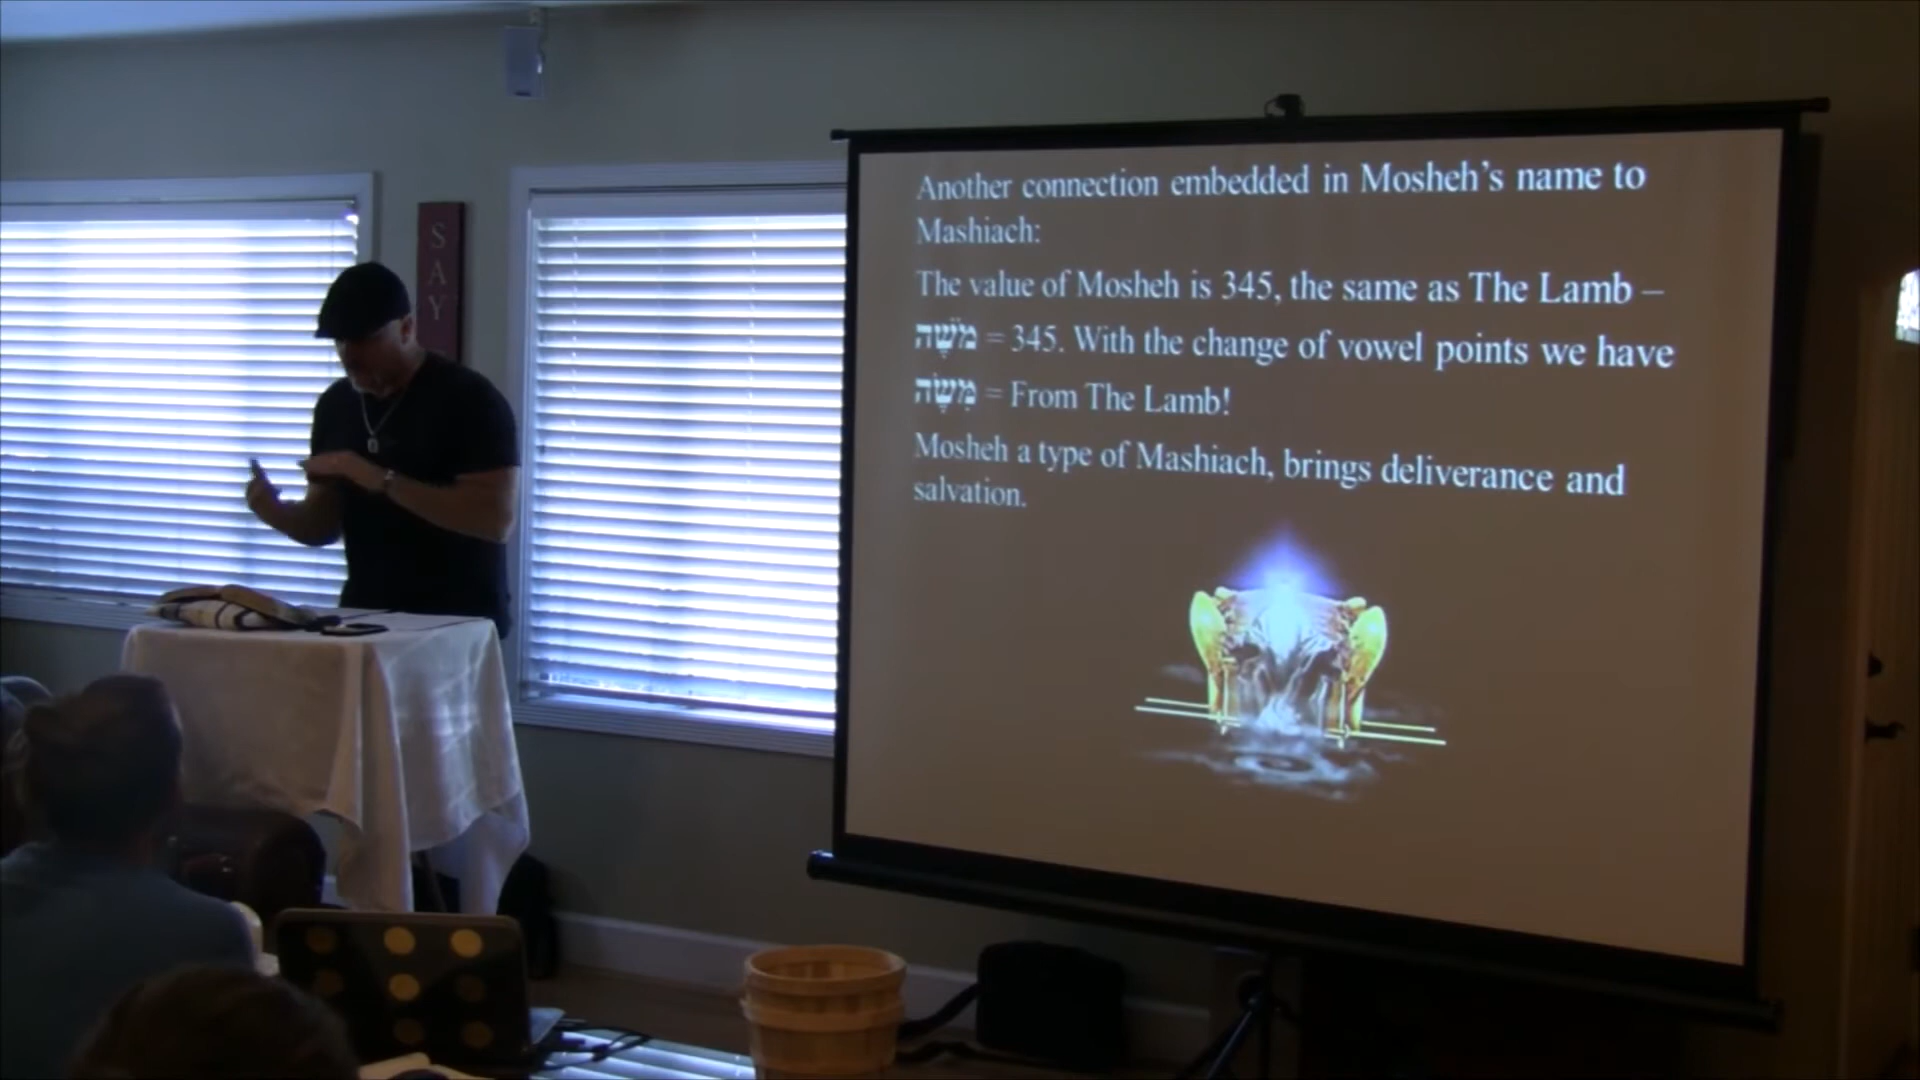 SAY
Another connection embedded in Mosheh's name to
Mashiach:
The value of Mosheh is 345, the same as The Lamb –
מֹשֶׁה = 345. With the change of vowel points we have
מִשֶּׂה = From The Lamb!
Mosheh a type of Mashiach, brings deliverance and
salvation.